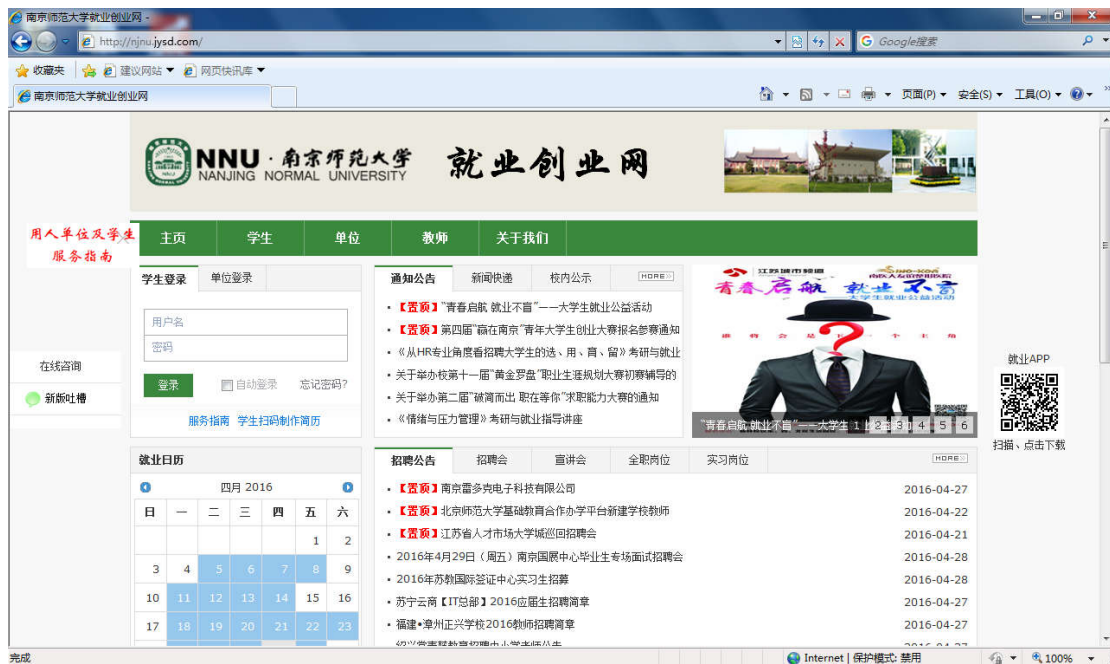 南京师范大学就业创业网 -
http://njnu.jysd.com/
Google搜索
收藏夹 建议网站 网页快讯库
南京师范大学就业创业网
页面(P) 安全(S) 工具(O)
NNU · 南京师范大学 就业创业网
NANJING NORMAL UNIVERSITY
用人单位及学生
服务指南
主页 学生 单位 教师 关于我们
学生登录 单位登录
用户名
密码
登录 自动登录 忘记密码?
服务指南 学生扫码制作简历
在线咨询
新版吐槽
通知公告 新闻快递 校内公示 MORE
【置顶】"青春启航 就业不盲"——大学生就业公益活动
【置顶】第四届"赢在南京"青年大学生创业大赛报名参赛通知
《从HR专业角度看招聘大学生的选、用、育、留》考研与就业
关于举办校第十一届"黄金罗盘"职业生涯规划大赛初赛辅导的
关于举办第二届"破简而出 职在等你"求职能力大赛的通知
《情绪与压力管理》考研与就业指导讲座
江苏城市频道
青春启航 就业不盲
大学生就业公益活动
谁将会是下一个主角
"青春启航 就业不盲"——大学生 1 2 3 4 5 6
就业APP
扫描、点击下载
就业日历
四月 2016
日 一 二 三 四 五 六
1 2
3 4 5 6 7 8 9
10 11 12 13 14 15 16
17 18 19 20 21 22 23
招聘公告 招聘会 宣讲会 全职岗位 实习岗位 MORE
【置顶】南京雷多克电子科技有限公司 2016-04-27
【置顶】北京师范大学基础教育合作办学平台新建学校教师 2016-04-22
【置顶】江苏省人才市场大学城巡回招聘会 2016-04-21
2016年4月29日（周五）南京国展中心毕业生专场面试招聘会 2016-04-28
2016年苏教国际签证中心实习生招募 2016-04-28
苏宁云商【IT总部】2016应届生招聘简章 2016-04-27
福建•漳州正兴学校2016教师招聘简章 2016-04-27
完成
Internet | 保护模式: 禁用
100%